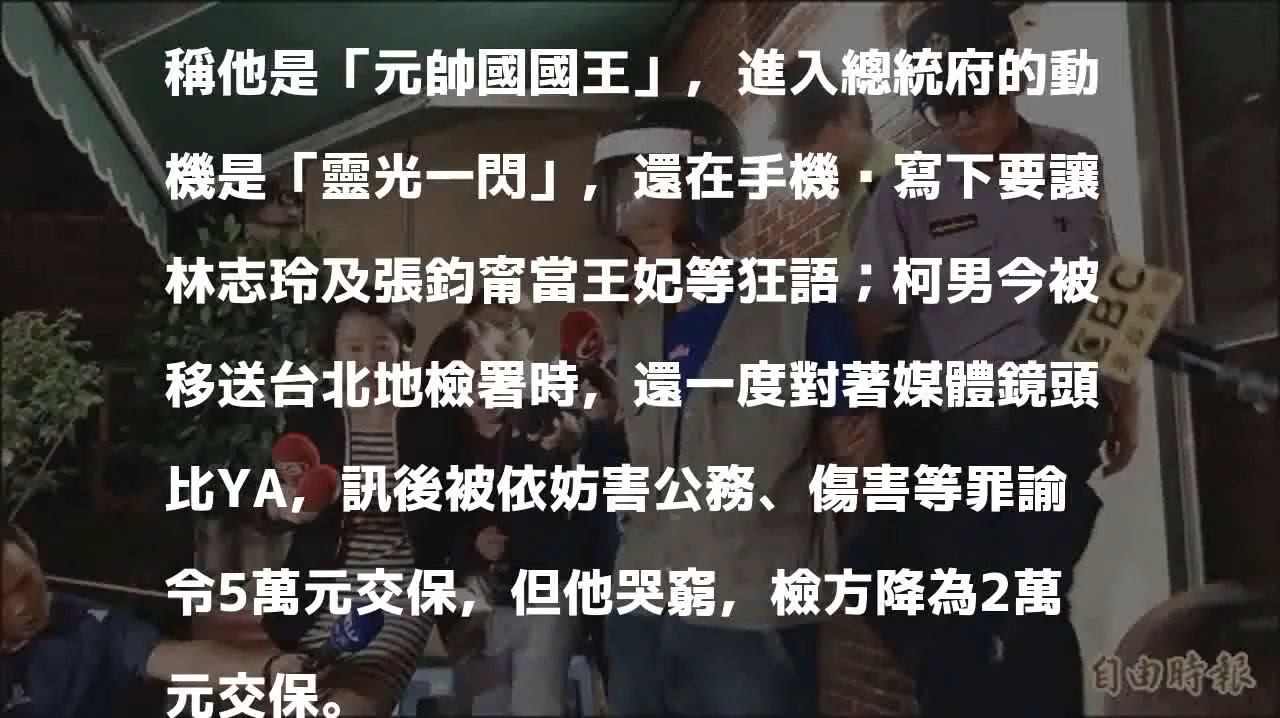 稱他是「元帥國國王」，進入總統府的動
機是「靈光一閃」，還在手機．寫下要讓
林志玲及張鈞甯當王妃等狂語；柯男今被
移送台北地檢署時，還一度對著媒體鏡頭
比YA，訊後被依妨害公務、傷害等罪諭
令5萬元交保，但他哭窮，檢方降為2萬
元交保。
CBC
自由時報